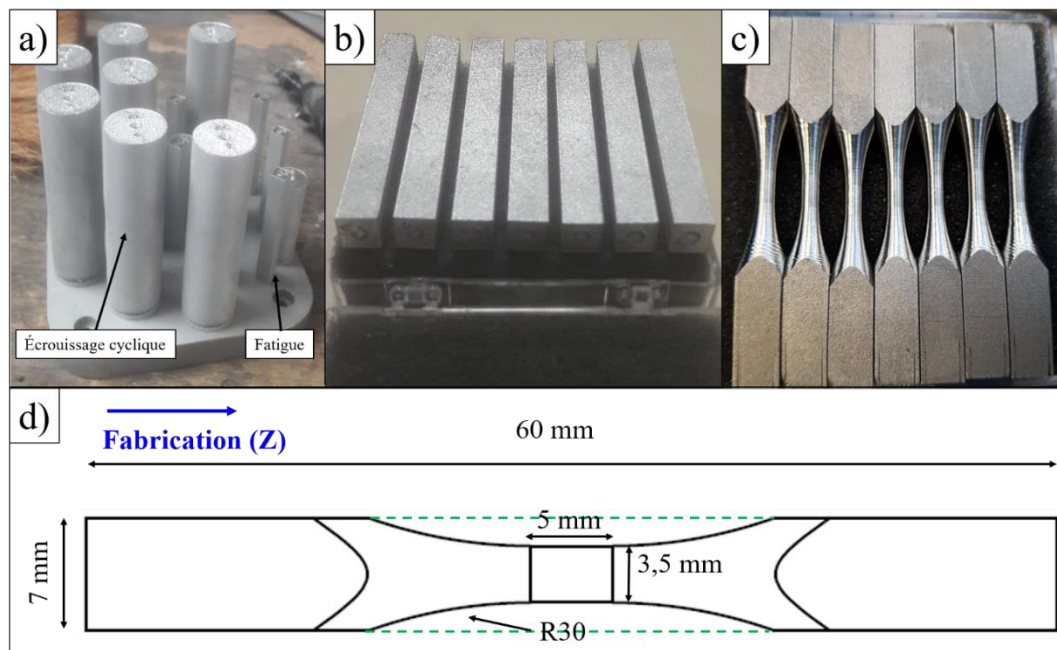 a)
b)
c)
Écrouissage cyclique
Fatigue
d)
Fabrication (Z)
60 mm
5 mm
7 mm
3,5 mm
R30